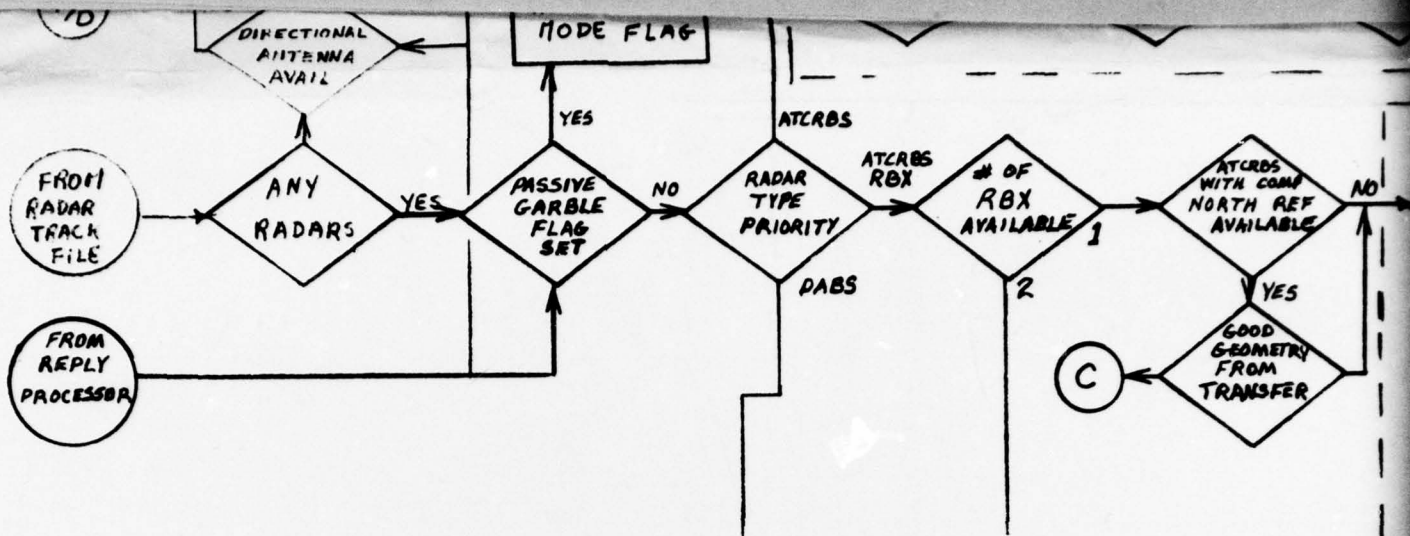 /D
DIRECTIONAL
ANTENNA
AVAIL
MODE FLAG
YES
ATCRBS
FROM
RADAR
TRACK
FILE
ANY
RADARS
YES
PASSIVE
GARBLE
FLAG
SET
NO
RADAR
TYPE
PRIORITY
ATCRBS
RBX
# OF
RBX
AVAILABLE
1
ATCRBS
WITH COMP
NORTH REF
AVAILABLE
NO
DABS
2
YES
FROM
REPLY
PROCESSOR
C
GOOD
GEOMETRY
FROM
TRANSFER